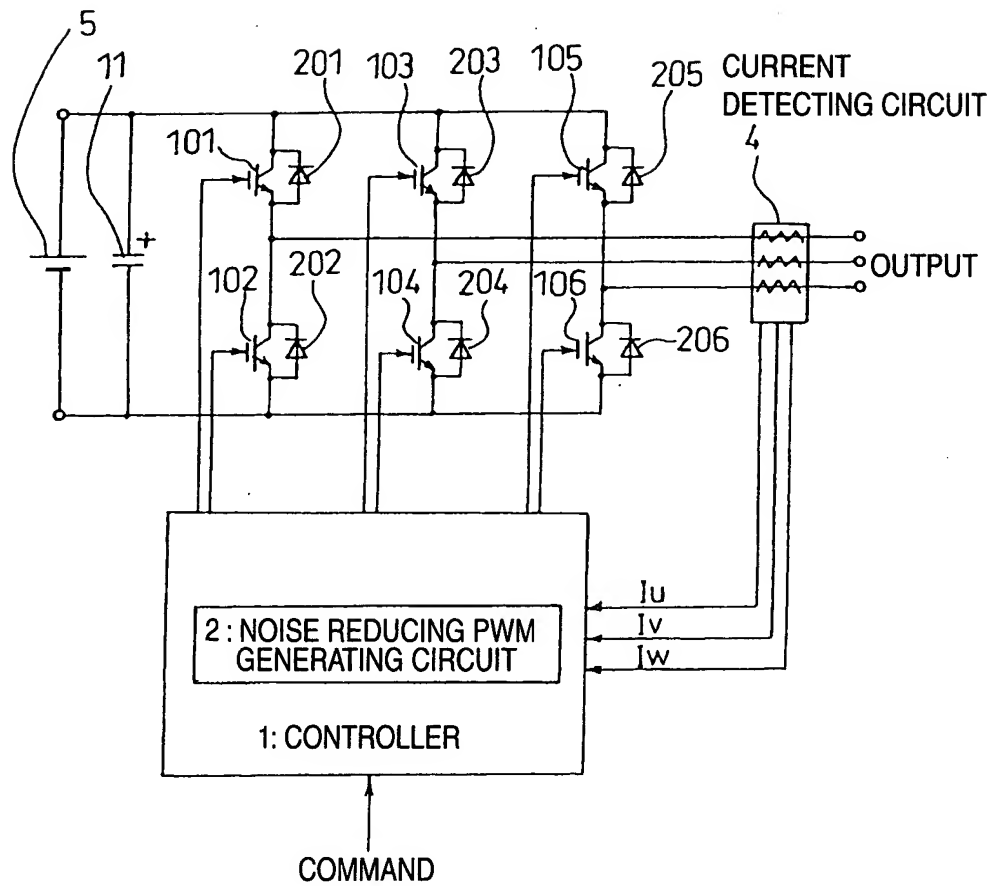 5
11
201
103
203
105
205
CURRENT
DETECTING CIRCUIT
4
101
+
OUTPUT
102
202
104
204
106
206
Iu
Iv
Iw
2 : NOISE REDUCING PWM
GENERATING CIRCUIT
1: CONTROLLER
COMMAND